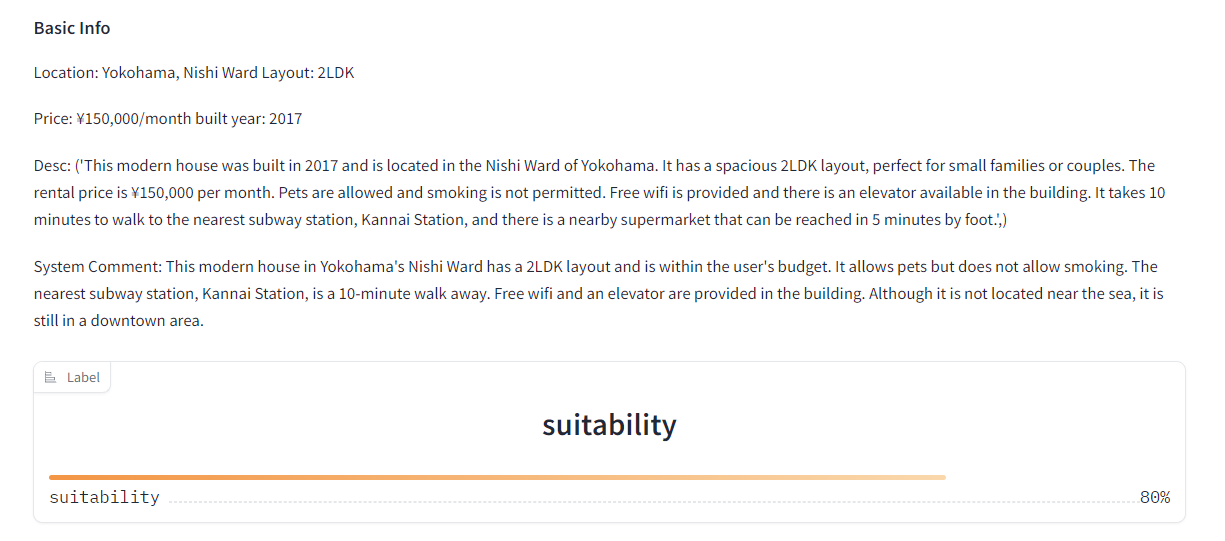 Basic Info
Location: Yokohama, Nishi Ward Layout: 2LDK
Price: ¥150,000/month built year: 2017
Desc: ('This modern house was built in 2017 and is located in the Nishi Ward of Yokohama. It has a spacious 2LDK layout, perfect for small families or couples. The
rental price is ¥150,000 per month. Pets are allowed and smoking is not permitted. Free wifi is provided and there is an elevator available in the building. It takes 10
minutes to walk to the nearest subway station, Kannai Station, and there is a nearby supermarket that can be reached in 5 minutes by foot.',)
System Comment: This modern house in Yokohama's Nishi Ward has a 2LDK layout and is within the user's budget. It allows pets but does not allow smoking. The
nearest subway station, Kannai Station, is a 10-minute walk away. Free wifi and an elevator are provided in the building. Although it is not located near the sea, it is
still in a downtown area.
Label
suitability
suitability 80%